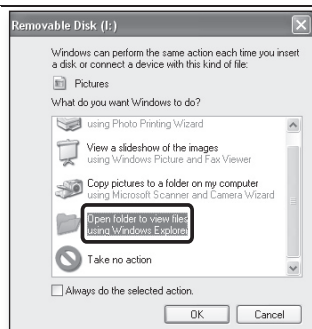 Removable Disk (I:)
Windows can perform the same action each time you insert
a disk or connect a device with this kind of file:
Pictures
What do you want Windows to do?
using Photo Printing Wizard
View a slideshow of the images
using Windows Picture and Fax Viewer
Copy pictures to a folder on my computer
using Microsoft Scanner and Camera Wizard
Open folder to view files
using Windows Explorer
Take no action
Always do the selected action.
OK
Cancel